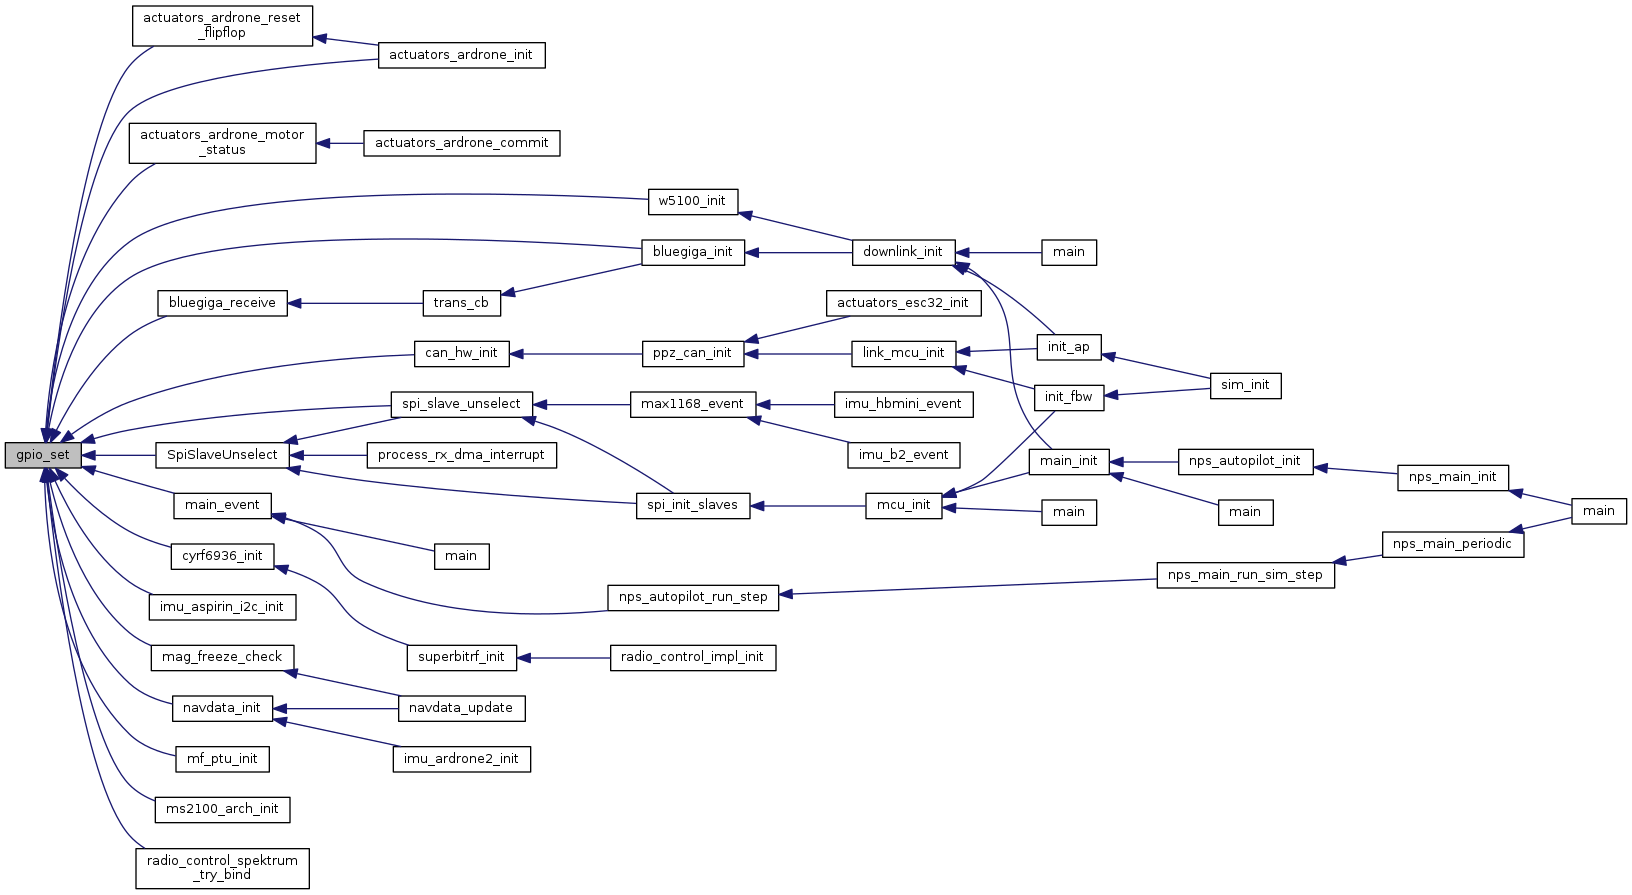 actuators_ardrone_reset
_flipflop
actuators_ardrone_init
actuators_ardrone_motor
_status
actuators_ardrone_commit
w5100_init
bluegiga_init
downlink_init
main
bluegiga_receive
trans_cb
actuators_esc32_init
can_hw_init
ppz_can_init
link_mcu_init
init_ap
sim_init
spi_slave_unselect
max1168_event
imu_hbmini_event
init_fbw
gpio_set
SpiSlaveUnselect
process_rx_dma_interrupt
imu_b2_event
main_init
nps_autopilot_init
nps_main_init
main_event
spi_init_slaves
mcu_init
main
main
main
cyrf6936_init
main
nps_main_periodic
nps_main_run_sim_step
imu_aspirin_i2c_init
nps_autopilot_run_step
mag_freeze_check
superbitrf_init
radio_control_impl_init
navdata_init
navdata_update
mf_ptu_init
imu_ardrone2_init
ms2100_arch_init
radio_control_spektrum
_try_bind